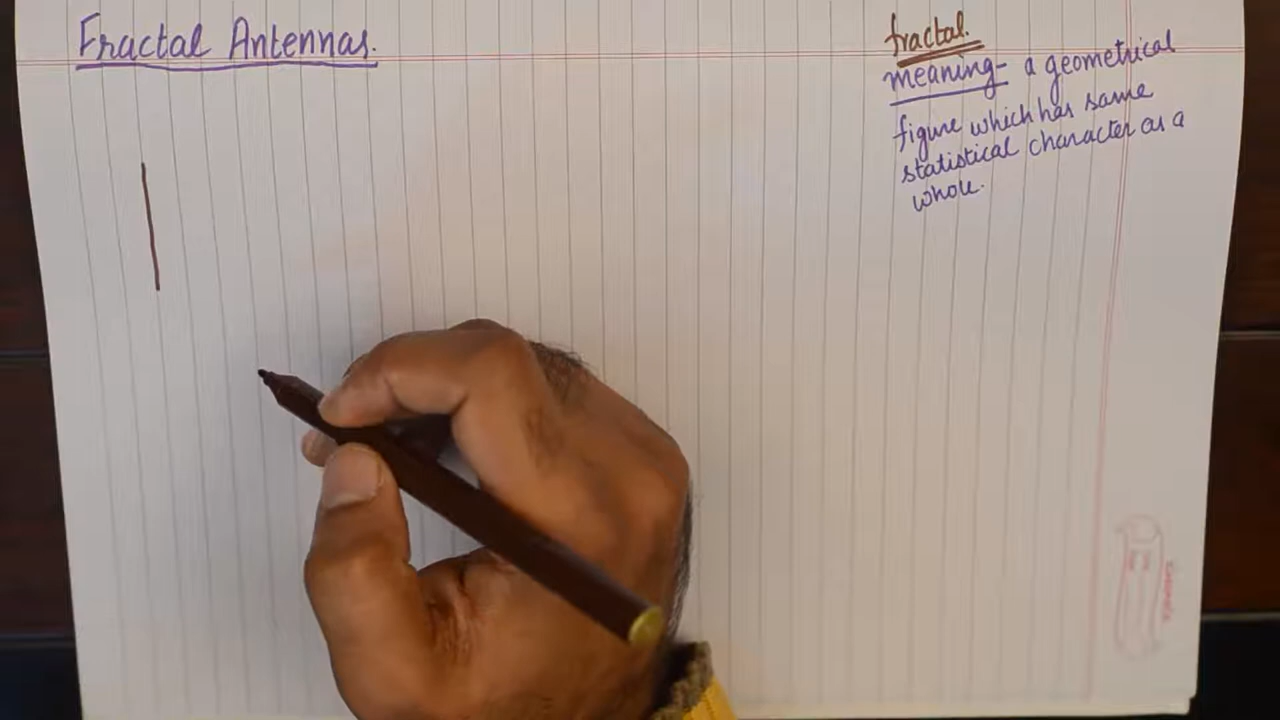 Fractal Antennas.
fractal.
meaning- a geometrical
figure which has same
statistical character as a
whole.